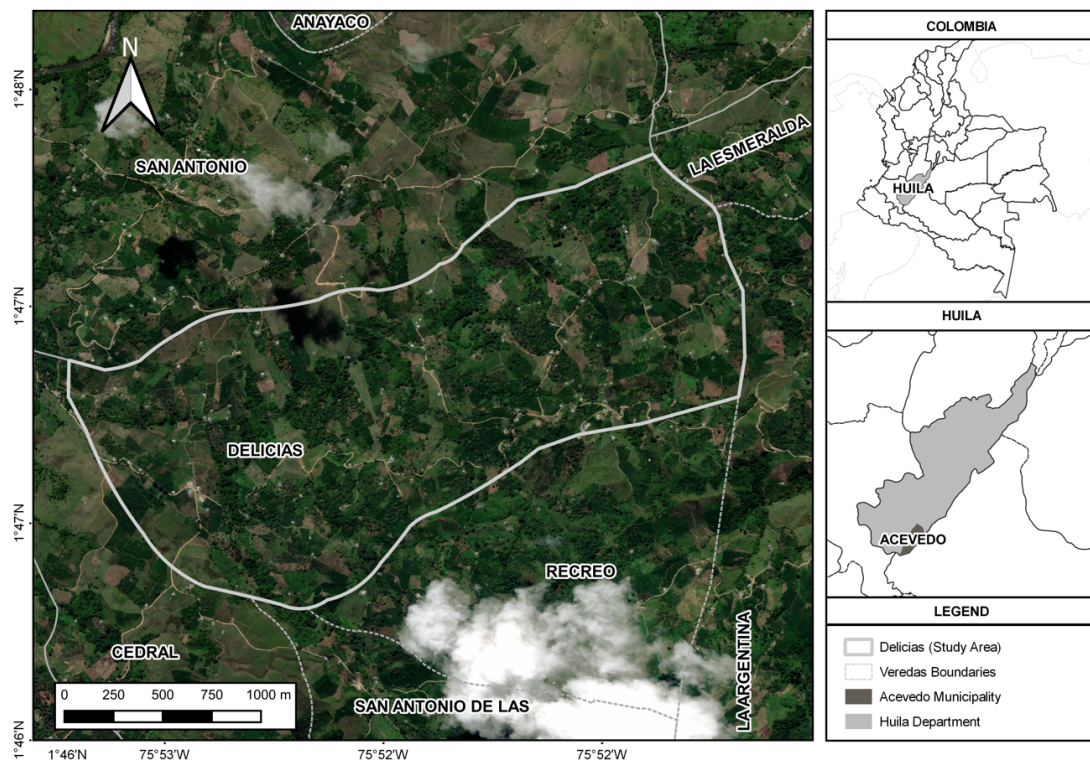 ANAYACO
N
SAN ANTONIO
LA ESMERALDA
DELICIAS
RECREO
CEDRAL
LA ARGENTINA
SAN ANTONIO DE LAS
0 250 500 750 1000 m
1°48'N
1°47'N
1°47'N
1°46'N
1°46'N
75°53'W
75°52'W
75°52'W
COLOMBIA
HUILA
HUILA
ACEVEDO
LEGEND
Delicias (Study Area)
Veredas Boundaries
Acevedo Municipality
Huila Department